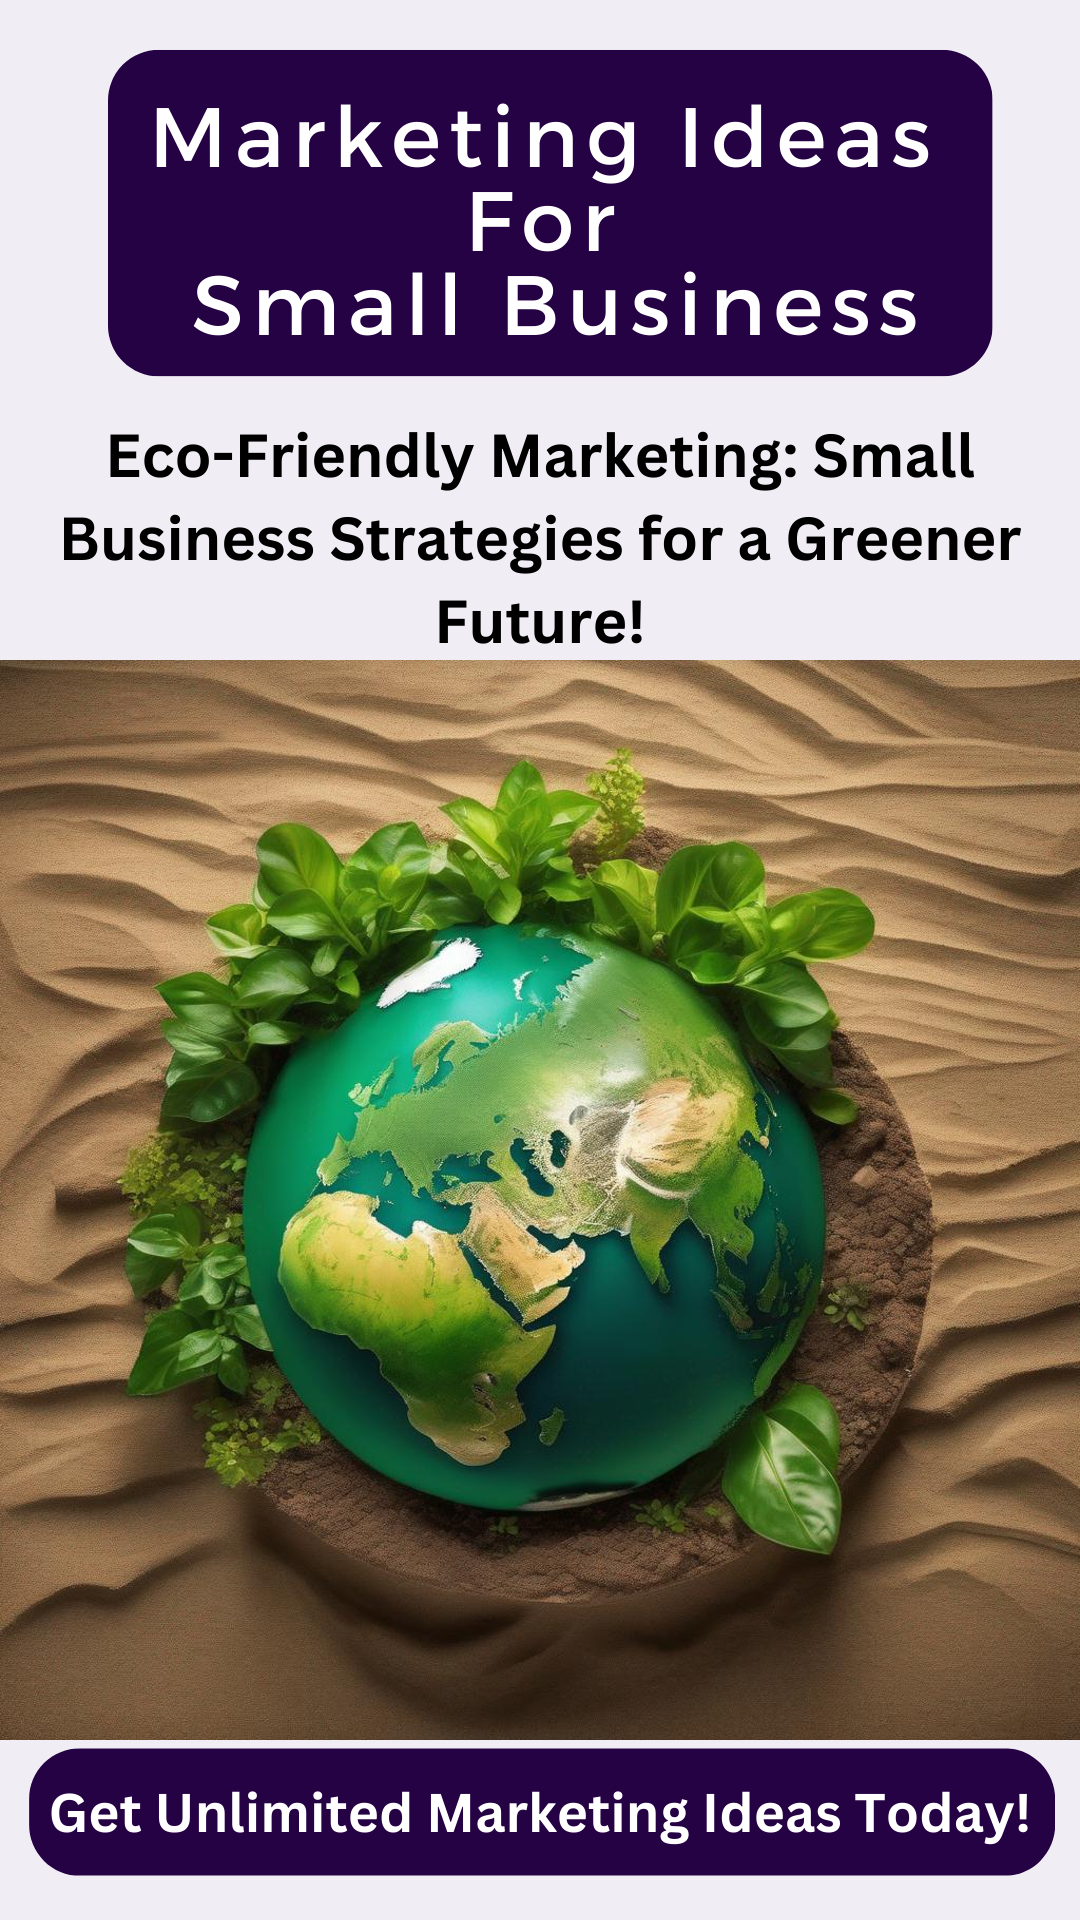 Marketing Ideas
For
Small Business
Eco-Friendly Marketing: Small
Business Strategies for a Greener
Future!
Get Unlimited Marketing Ideas Today!